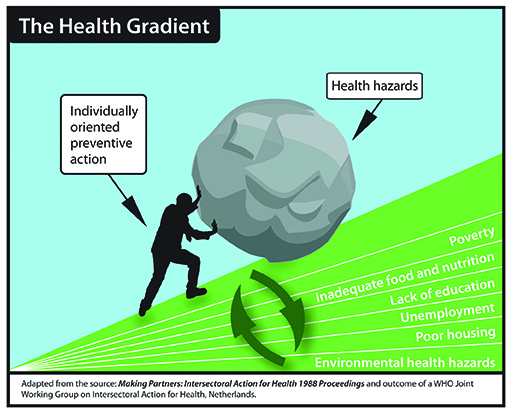 The Health Gradient
Health hazards
Individually
oriented
preventive
action
Poverty
Inadequate food and nutrition
Lack of education
Unemployment
Poor housing
Environmental health hazards
Adapted from the source: Making Partners: Intersectoral Action for Health 1988 Proceedings and outcome of a WHO Joint
Working Group on Intersectoral Action for Health, Netherlands.